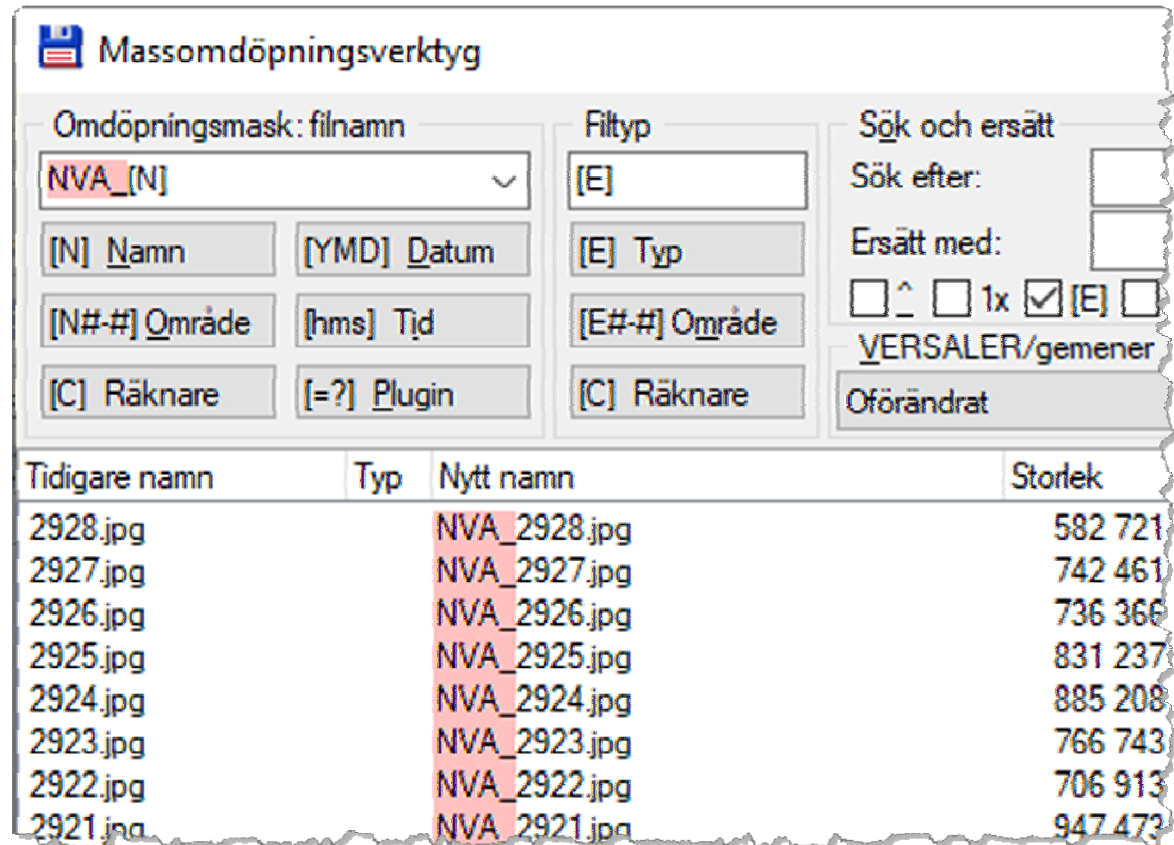 Massomdöpningsverktyg
Omdöpningsmask: filnamn
NVA_[N]
[N] Namn [YMD] Datum
[N#-#] Område [hms] Tid
[C] Räknare [=?] Plugin
Filtyp
[E]
[E] Typ
[E#-#] Område
[C] Räknare
Sök och ersätt
Sök efter:
Ersätt med:
^ 1x [E]
VERSALER/gemener
Oförändrat
Tidigare namn Typ Nytt namn Storlek
2928.jpg NVA_2928.jpg 582 721
2927.jpg NVA_2927.jpg 742 461
2926.jpg NVA_2926.jpg 736 366
2925.jpg NVA_2925.jpg 831 237
2924.jpg NVA_2924.jpg 885 208
2923.jpg NVA_2923.jpg 766 743
2922.jpg NVA_2922.jpg 706 913
2921.jpg NVA_2921.jpg 947 473